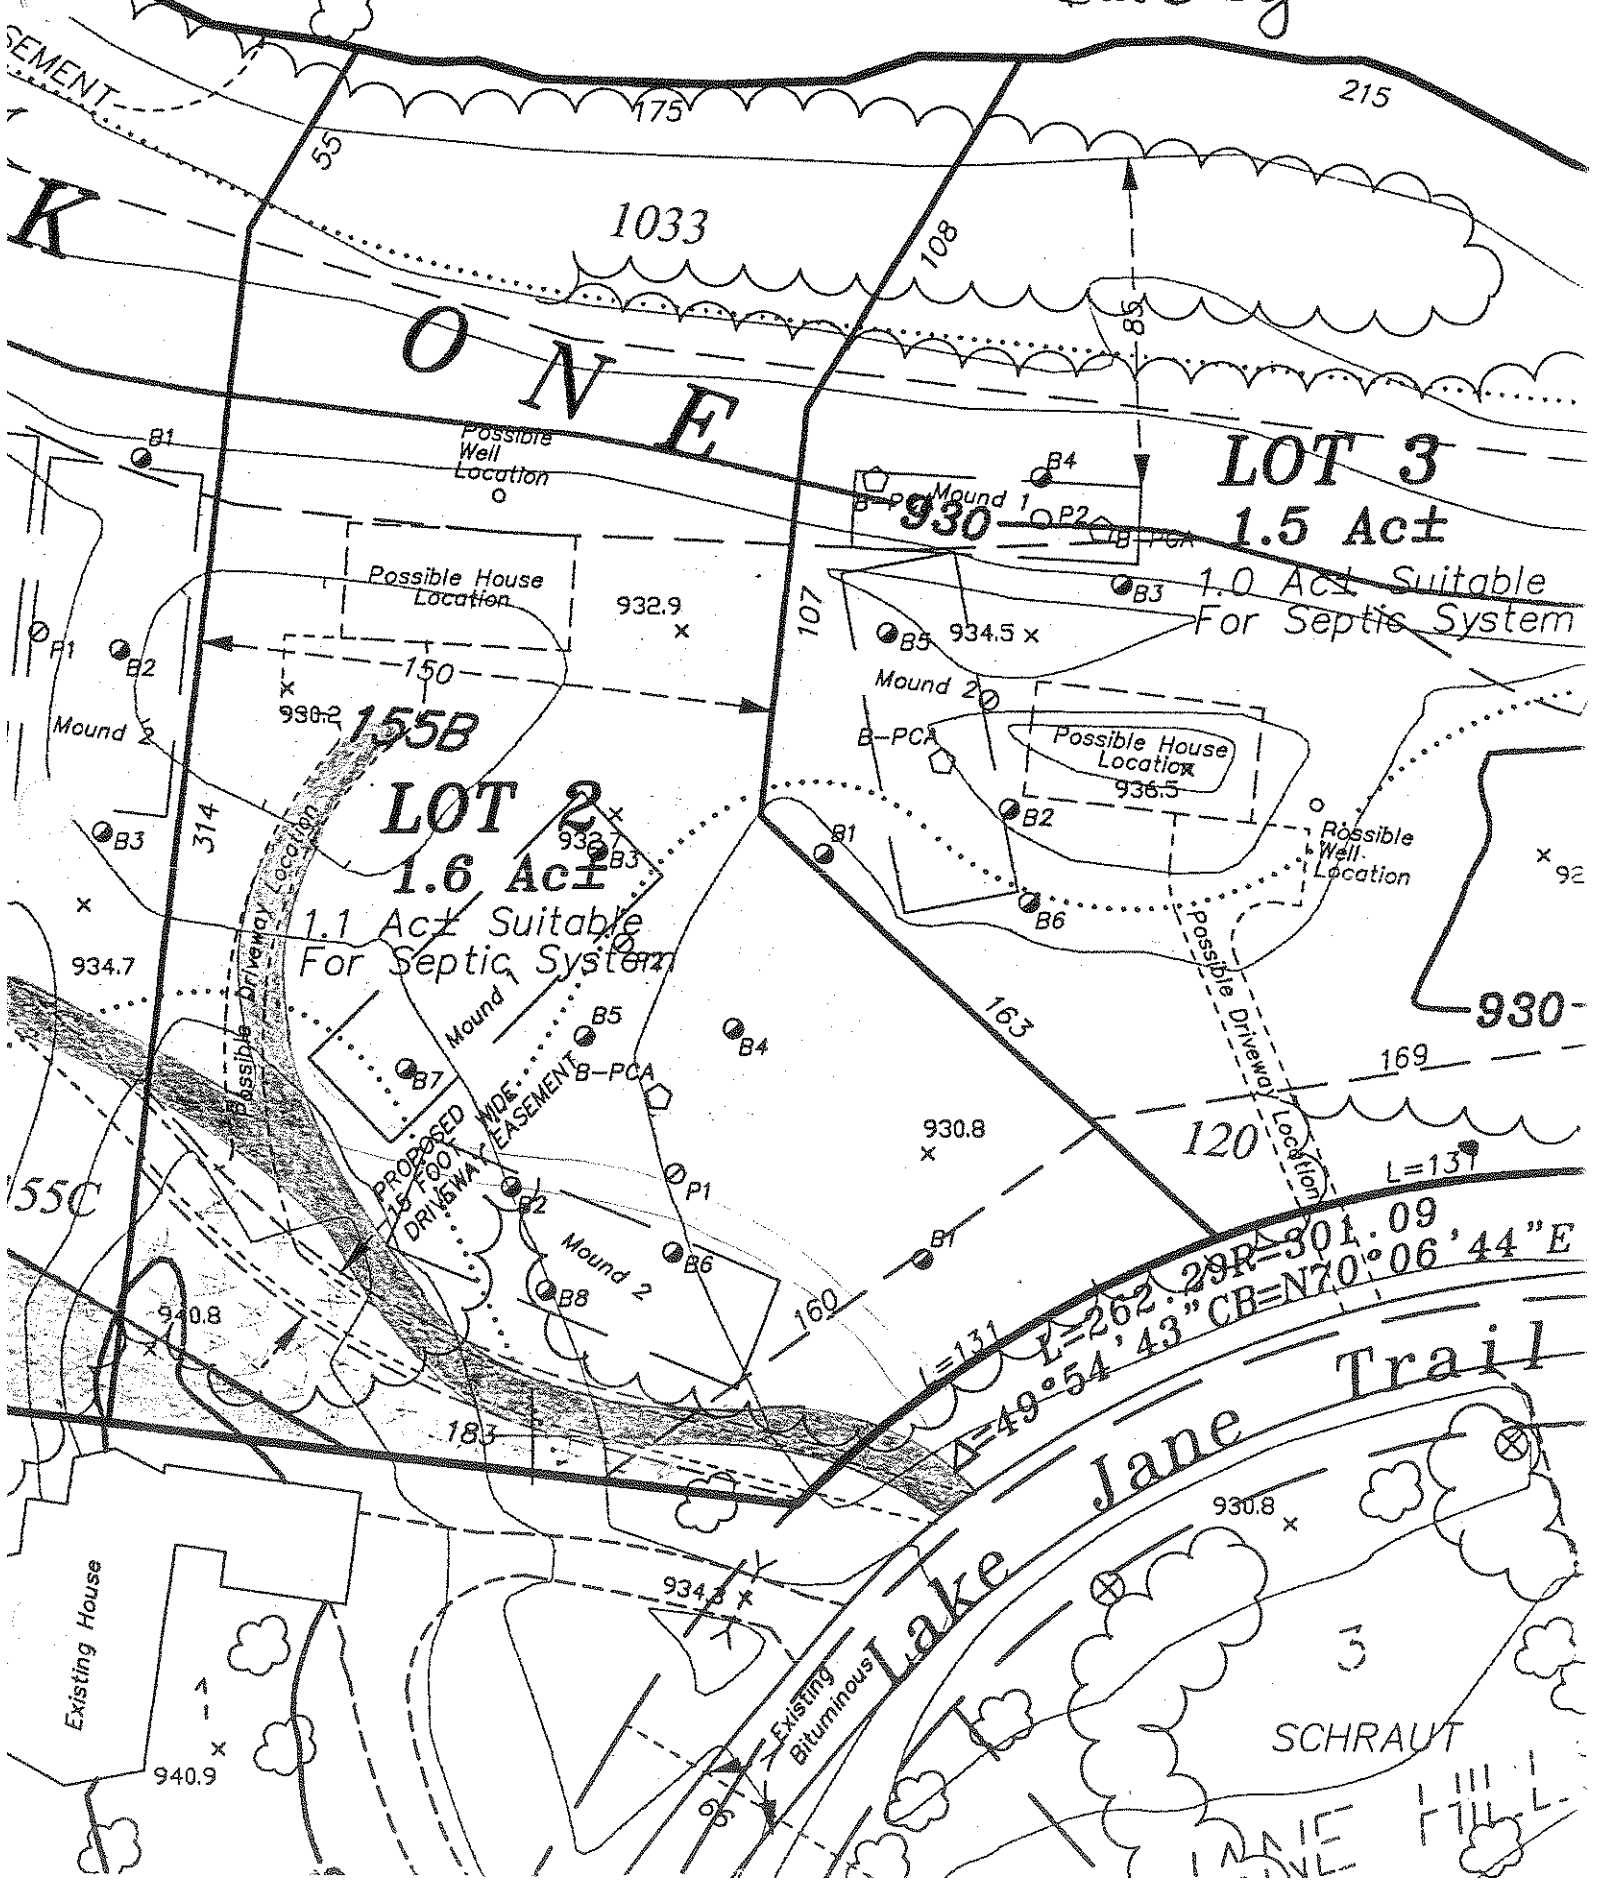 SEMENT
175
215
55
K
1033
108
86
O N E
B1
Possible
Well
Location
B4
LOT 3
Mound 1
930
P2
B-PCA
1.5 Ac±
Possible House
Location
932.9
107
B3
1.0 Ac± Suitable
For Septic System
B5
934.5
P1
B2
150
Mound 2
930.2
155B
Mound 2
B-PCA
Possible House
Location
936.5
LOT 2
932.7
B3
B3
314
B1
B2
Possible
Well
Location
92
1.6 Ac±
1.1 Ac± Suitable
For Septic System
Possible Driveway Location
B6
934.7
Mound 1
B5
B4
163
Possible Driveway Location
930
169
B7
B-PCA
PROPOSED
15 FOOT WIDE
DRIVEWAY EASEMENT
930.8
120
P1
L=131
55C
B2
Mound 2
B6
B1
B8
160
940.8
L=131
L=262.29
R=301.09
Δ=49°54'43"
CB=N70°06'44"E
183
Lake Jane Trail
930.8
934.3
Existing House
Existing
Bituminous
3
SCHRAUT
940.9
66
HILL